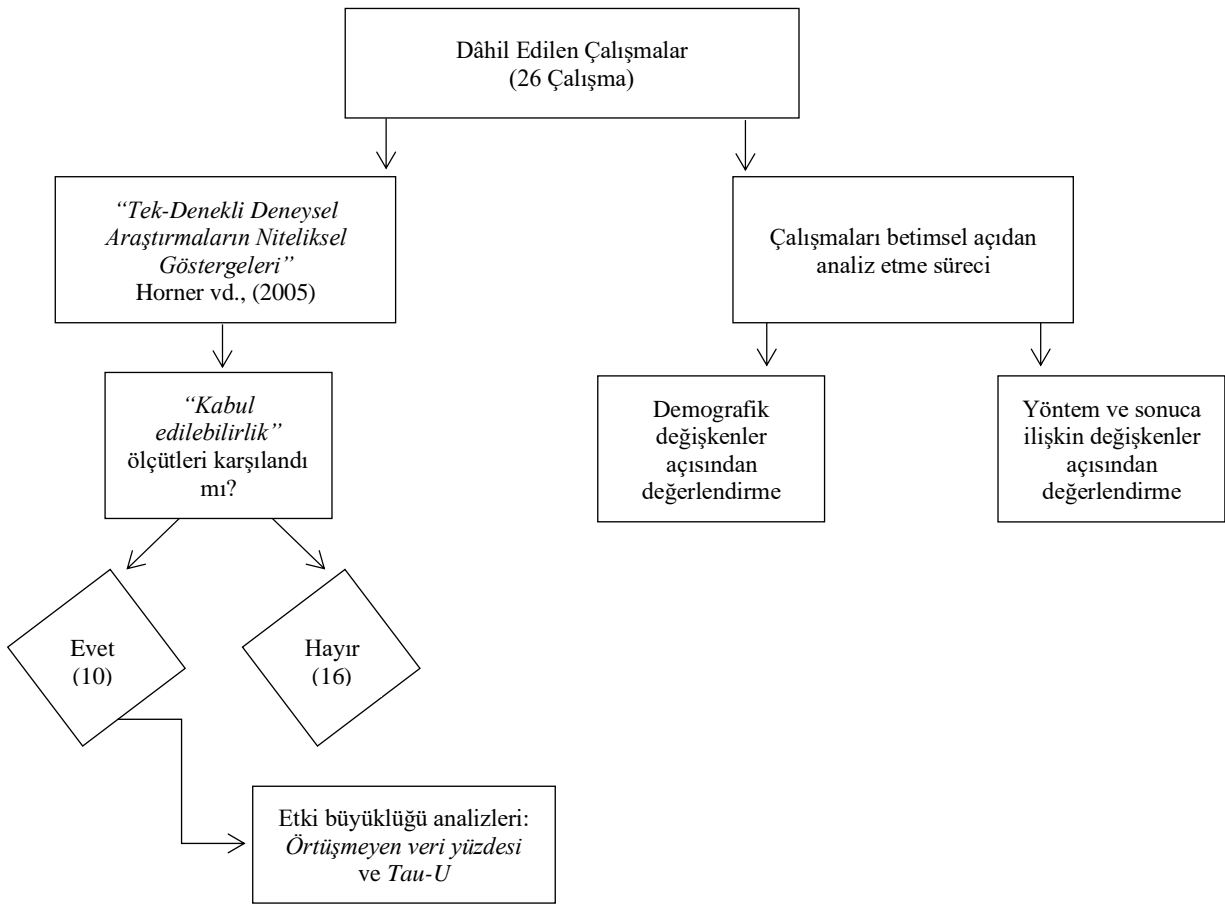 Dâhil Edilen Çalışmalar
(26 Çalışma)
“Tek-Denekli Deneysel
Araştırmaların Niteliksel
Göstergeleri”
Horner vd., (2005)
Çalışmaları betimsel açıdan
analiz etme süreci
“Kabul
edilebilirlik”
ölçütleri karşılandı
mı?
Demografik
değişkenler
açısından
değerlendirme
Yöntem ve sonuca
ilişkin değişkenler
açısından
değerlendirme
Evet
(10)
Hayır
(16)
Etki büyüklüğü analizleri:
Örtüşmeyen veri yüzdesi
ve Tau-U